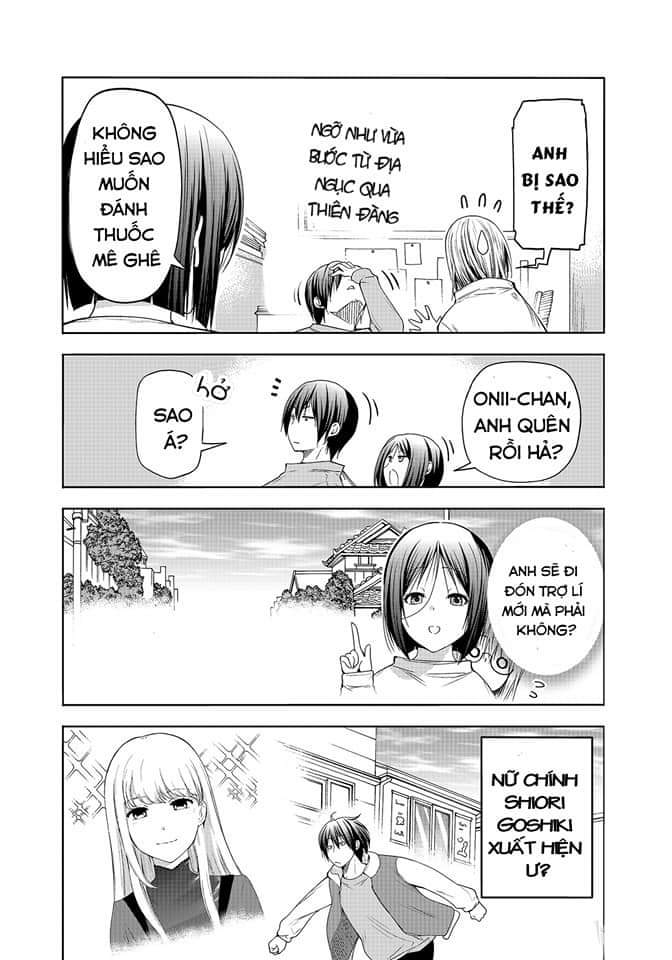 ANH
BỊ SAO
THẾ?
NGỠ NHƯ VỪA
BƯỚC TỪ ĐỊA
NGỤC QUA
THIÊN ĐÀNG
KHÔNG
HIỂU SAO
MUỐN
ĐÁNH
THUỐC
MÊ GHÊ
ONII-CHAN,
ANH QUÊN
RỒI HẢ?
HỞ
SAO
Á?
ANH SẼ ĐI
ĐÓN TRỢ LÍ
MỚI MÀ PHẢI
KHÔNG?
NỮ CHÍNH
SHIORI
GOSHIKI
XUẤT HIỆN
Ư?